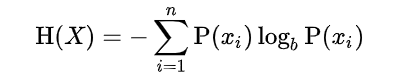 H(X) = − ∑_{i=1}^{n} P(x_i) log_b P(x_i)